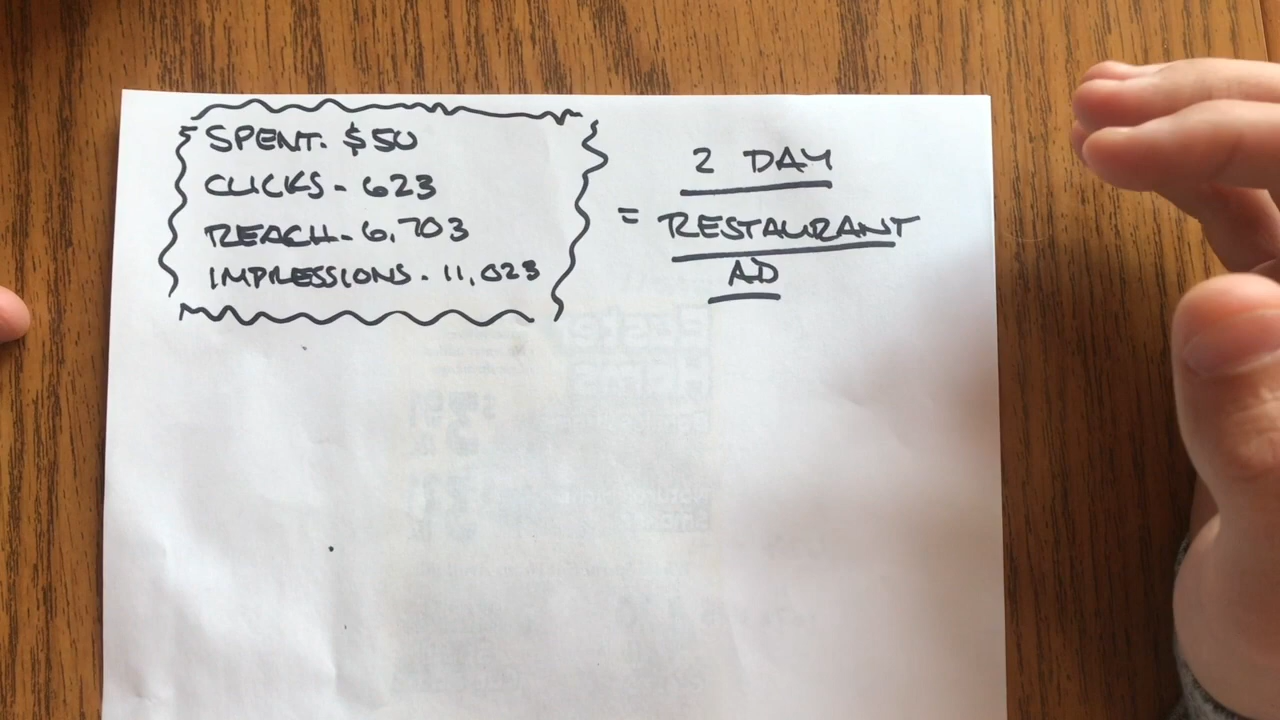 SPENT. $50
CLICKS - 623
REACH - 6,703
IMPRESSIONS - 11,023
= 2 DAY
RESTAURANT
AD